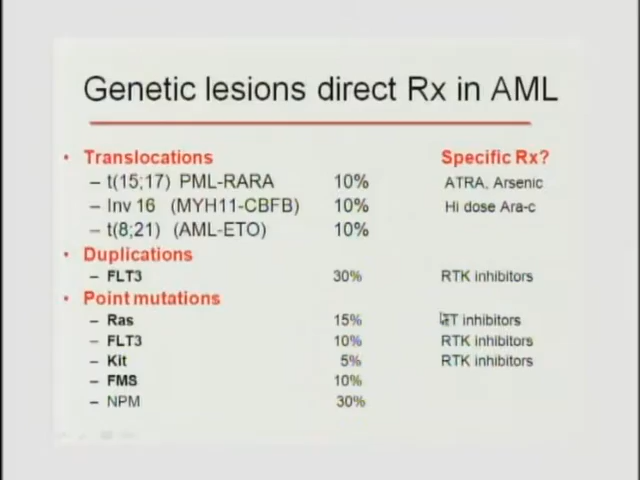 Genetic lesions direct Rx in AML
• Translocations Specific Rx?
– t(15;17) PML-RARA 10% ATRA, Arsenic
– Inv 16 (MYH11-CBFB) 10% Hi dose Ara-c
– t(8;21) (AML-ETO) 10%
• Duplications
– FLT3 30% RTK inhibitors
• Point mutations
– Ras 15% inhibitors
– FLT3 10% RTK inhibitors
– Kit 5% RTK inhibitors
– FMS 10%
– NPM 30%